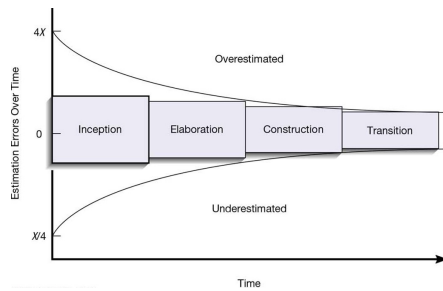 4X
Overestimated
Estimation Errors Over Time
0
Inception
Elaboration
Construction
Transition
Underestimated
X/4
Time